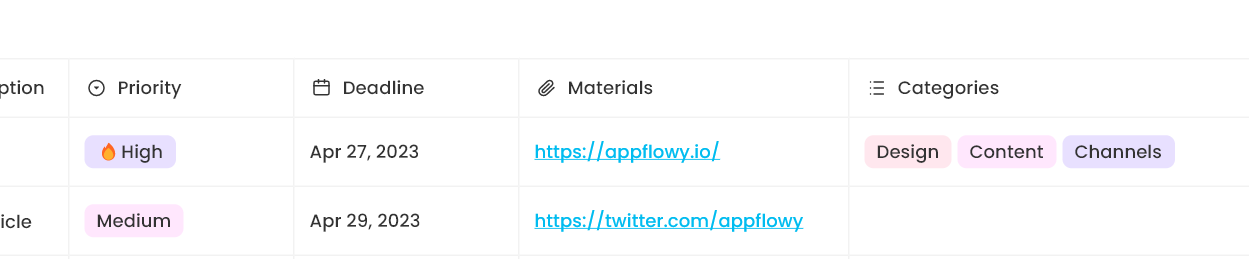 ption Priority Deadline Materials Categories
🔥 High Apr 27, 2023 https://appflowy.io/ Design Content Channels
icle Medium Apr 29, 2023 https://twitter.com/appflowy